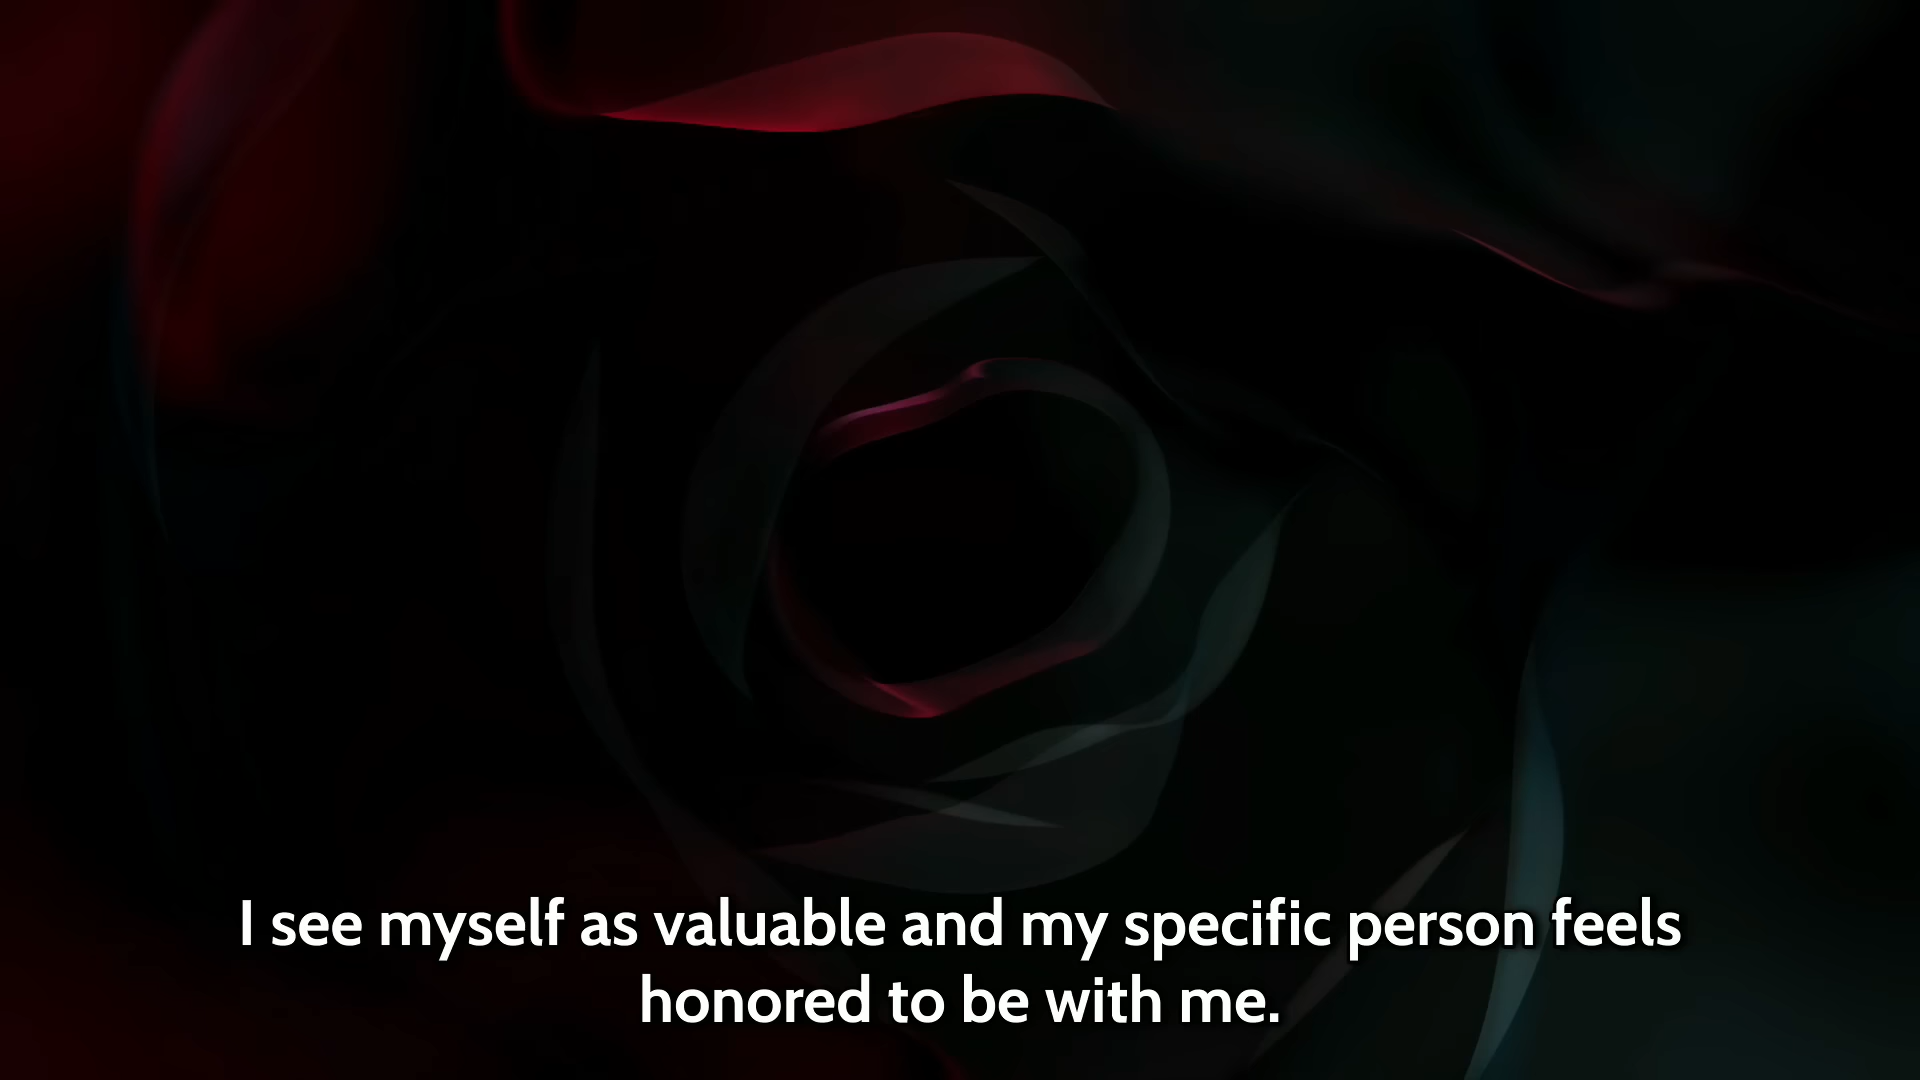 I see myself as valuable and my specific person feels
honored to be with me.